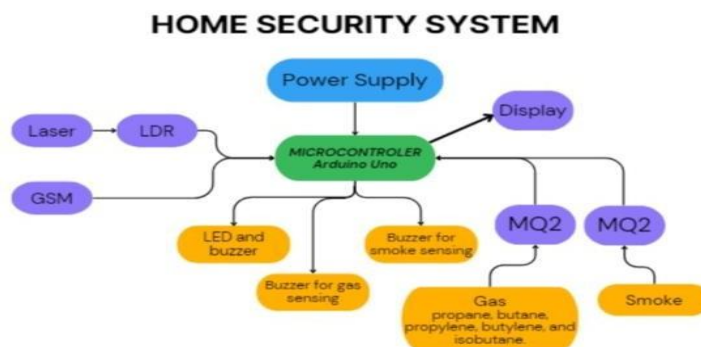 HOME SECURITY SYSTEM
Power Supply
Display
Laser
LDR
MICROCONTROLER
Arduino Uno
GSM
MQ2
MQ2
LED and
buzzer
Buzzer for
smoke sensing
Buzzer for gas
sensing
Gas
propane, butane,
propylene, butylene, and
isobutane.
Smoke